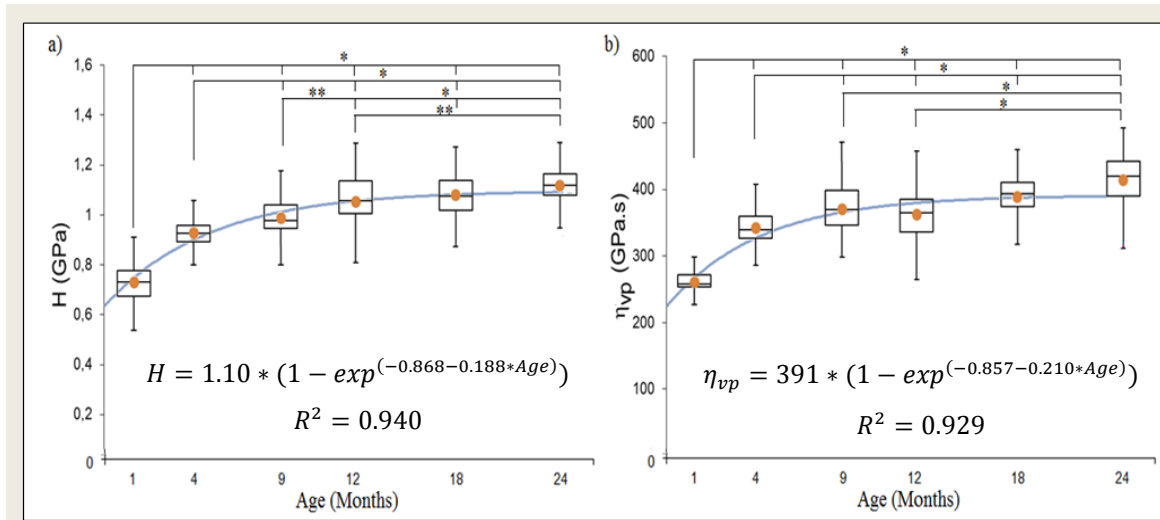 a)
* 
*
** *
**
1,6
1,4
1,2
1
0,8
0,6
0,4
0,2
0
H (GPa)
H = 1.10 * (1 − exp^(−0.868−0.188*Age))
R² = 0.940
1 4 9 12 18 24
Age (Months)
b)
*
*
*
*
600
500
400
300
200
100
0
η_vp (GPa.s)
η_vp = 391 * (1 − exp^(−0.857−0.210*Age))
R² = 0.929
1 4 9 12 18 24
Age (Months)